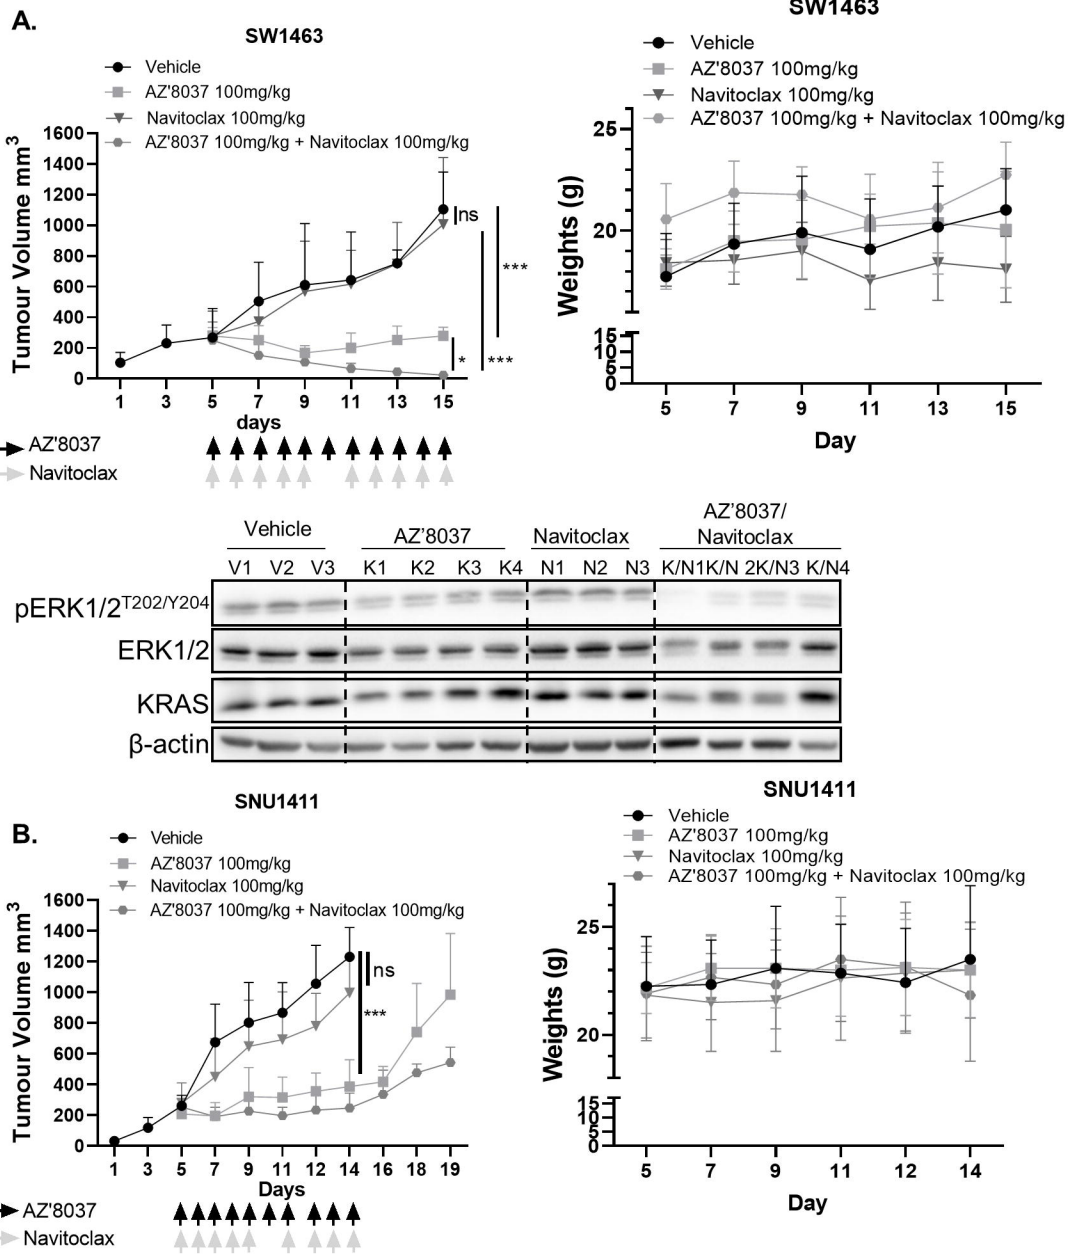 A.
SW1463
Vehicle
AZ'8037 100mg/kg
Navitoclax 100mg/kg
AZ'8037 100mg/kg + Navitoclax 100mg/kg
Tumour Volume mm3
1600
1400
1200
1000
800
600
400
200
0
ns
***
*
***
1 3 5 7 9 11 13 15
days
AZ'8037
Navitoclax
SW1463
Vehicle
AZ'8037 100mg/kg
Navitoclax 100mg/kg
AZ'8037 100mg/kg + Navitoclax 100mg/kg
Weights (g)
25
20
15
10
5
0
5 7 9 11 13 15
Day
Vehicle AZ'8037 Navitoclax AZ'8037/
Navitoclax
V1 V2 V3 K1 K2 K3 K4 N1 N2 N3 K/N1K/N 2K/N3 K/N4
pERK1/2T202/Y204
ERK1/2
KRAS
β-actin
B.
SNU1411
Vehicle
AZ'8037 100mg/kg
Navitoclax 100mg/kg
AZ'8037 100mg/kg + Navitoclax 100mg/kg
Tumour Volume mm3
1600
1400
1200
1000
800
600
400
200
0
ns
***
1 3 5 7 9 11 12 14 16 18 19
Days
AZ'8037
Navitoclax
SNU1411
Vehicle
AZ'8037 100mg/kg
Navitoclax 100mg/kg
AZ'8037 100mg/kg + Navitoclax 100mg/kg
Weights (g)
25
20
15
10
5
0
5 7 9 11 12 14
Day